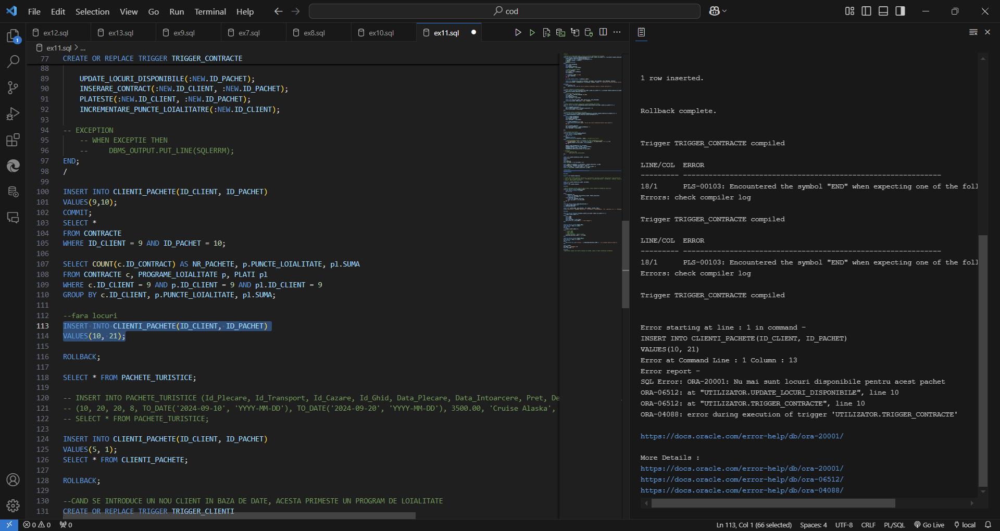 File Edit Selection View Go Run Terminal Help
cod
ex12.sql ex13.sql ex9.sql ex7.sql ex8.sql ex10.sql ex11.sql
ex11.sql > ...
77 CREATE OR REPLACE TRIGGER TRIGGER_CONTRACTE
88
89 UPDATE_LOCURI_DISPONIBILE(:NEW.ID_PACHET);
90 INSERARE_CONTRACT(:NEW.ID_CLIENT, :NEW.ID_PACHET);
91 PLATESTE(:NEW.ID_CLIENT, :NEW.ID_PACHET);
92 INCREMENTARE_PUNCTE_LOIALITATRE(:NEW.ID_CLIENT);
93
94 -- EXCEPTION
95 -- WHEN EXCEPTIE THEN
96 -- DBMS_OUTPUT.PUT_LINE(SQLERRM);
97 END;
98 /
99
100 INSERT INTO CLIENTI_PACHETE(ID_CLIENT, ID_PACHET)
101 VALUES(9,10);
102 COMMIT;
103 SELECT *
104 FROM CONTRACTE
105 WHERE ID_CLIENT = 9 AND ID_PACHET = 10;
106
107 SELECT COUNT(c.ID_CONTRACT) AS NR_PACHETE, p.PUNCTE_LOIALITATE, pl.SUMA
108 FROM CONTRACTE c, PROGRAME_LOIALITATE p, PLATI pl
109 WHERE c.ID_CLIENT = 9 AND p.ID_CLIENT = 9 AND pl.ID_CLIENT = 9
110 GROUP BY c.ID_CLIENT, p.PUNCTE_LOIALITATE, pl.SUMA;
111
112 --fara locuri
113 INSERT INTO CLIENTI_PACHETE(ID_CLIENT, ID_PACHET)
114 VALUES(10, 21);
115
116 ROLLBACK;
117
118 SELECT * FROM PACHETE_TURISTICE;
119
120 -- INSERT INTO PACHETE_TURISTICE (Id_Plecare, Id_Transport, Id_Cazare, Id_Ghid, Data_Plecare, Data_Intoarcere, Pret, De
121 -- (10, 20, 20, 8, TO_DATE('2024-09-10', 'YYYY-MM-DD'), TO_DATE('2024-09-20', 'YYYY-MM-DD'), 3500.00, 'Cruise Alaska',
122 -- SELECT * FROM PACHETE_TURISTICE;
123
124 INSERT INTO CLIENTI_PACHETE(ID_CLIENT, ID_PACHET)
125 VALUES(5, 1);
126 SELECT * FROM CLIENTI_PACHETE;
127
128 ROLLBACK;
129
130 --CAND SE INTRODUCE UN NOU CLIENT IN BAZA DE DATE, ACESTA PRIMESTE UN PROGRAM DE LOIALITATE
131 CREATE OR REPLACE TRIGGER TRIGGER_CLIENTI
1 row inserted.
Rollback complete.
Trigger TRIGGER_CONTRACTE compiled
LINE/COL ERROR
--------- -------------------------------------------------------------
18/1 PLS-00103: Encountered the symbol "END" when expecting one of the foll
Errors: check compiler log
Trigger TRIGGER_CONTRACTE compiled
LINE/COL ERROR
--------- -------------------------------------------------------------
18/1 PLS-00103: Encountered the symbol "END" when expecting one of the foll
Errors: check compiler log
Trigger TRIGGER_CONTRACTE compiled
Error starting at line : 1 in command -
INSERT INTO CLIENTI_PACHETE(ID_CLIENT, ID_PACHET)
VALUES(10, 21)
Error at Command Line : 1 Column : 13
Error report -
SQL Error: ORA-20001: Nu mai sunt locuri disponibile pentru acest pachet
ORA-06512: at "UTILIZATOR.UPDATE_LOCURI_DISPONIBILE", line 10
ORA-06512: at "UTILIZATOR.TRIGGER_CONTRACTE", line 10
ORA-04088: error during execution of trigger 'UTILIZATOR.TRIGGER_CONTRACTE'
https://docs.oracle.com/error-help/db/ora-20001/
More Details :
https://docs.oracle.com/error-help/db/ora-20001/
https://docs.oracle.com/error-help/db/ora-06512/
https://docs.oracle.com/error-help/db/ora-04088/
1
0 0 0 Ln 113, Col 1 (66 selected) Spaces: 4 UTF-8 CRLF PL/SQL Go Live local